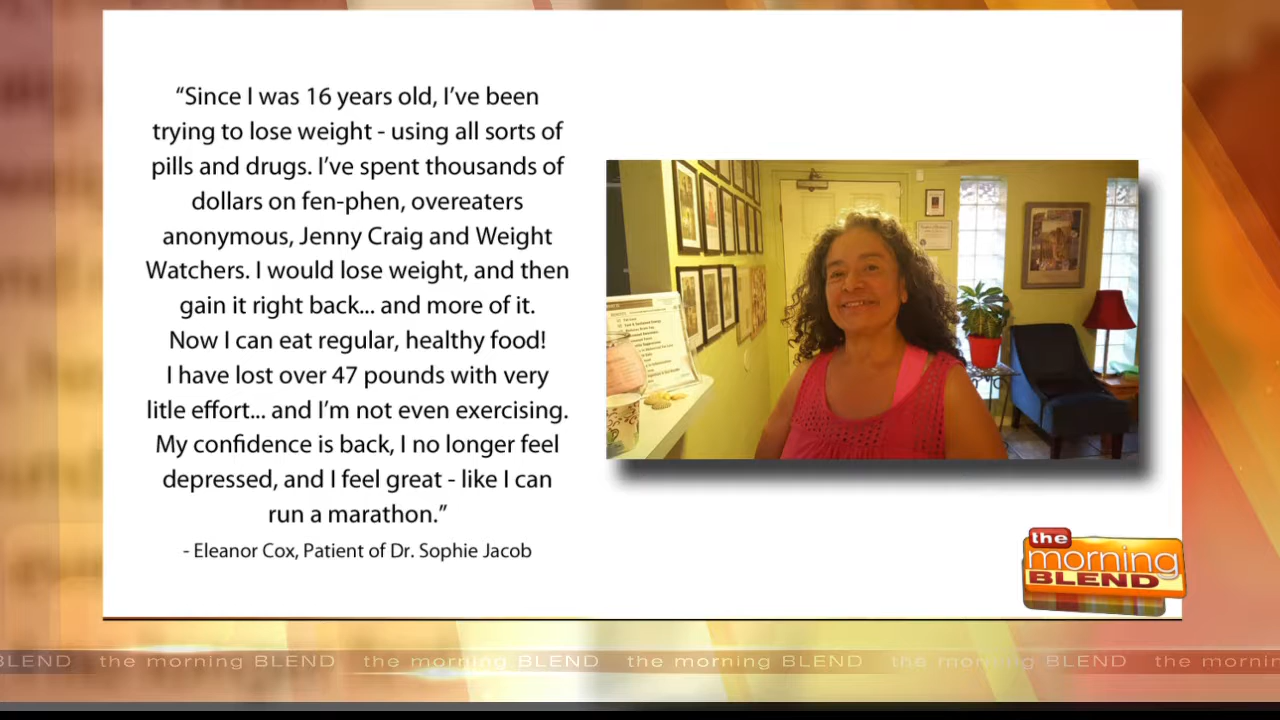 “Since I was 16 years old, I’ve been
trying to lose weight - using all sorts of
pills and drugs. I’ve spent thousands of
dollars on fen-phen, overeaters
anonymous, Jenny Craig and Weight
Watchers. I would lose weight, and then
gain it right back... and more of it.
Now I can eat regular, healthy food!
I have lost over 47 pounds with very
litle effort... and I’m not even exercising.
My confidence is back, I no longer feel
depressed, and I feel great - like I can
run a marathon.”
- Eleanor Cox, Patient of Dr. Sophie Jacob
the
morning
BLEND
BLEND the morning BLEND the morning BLEND the morning BLEND the morning BLEND the mornin